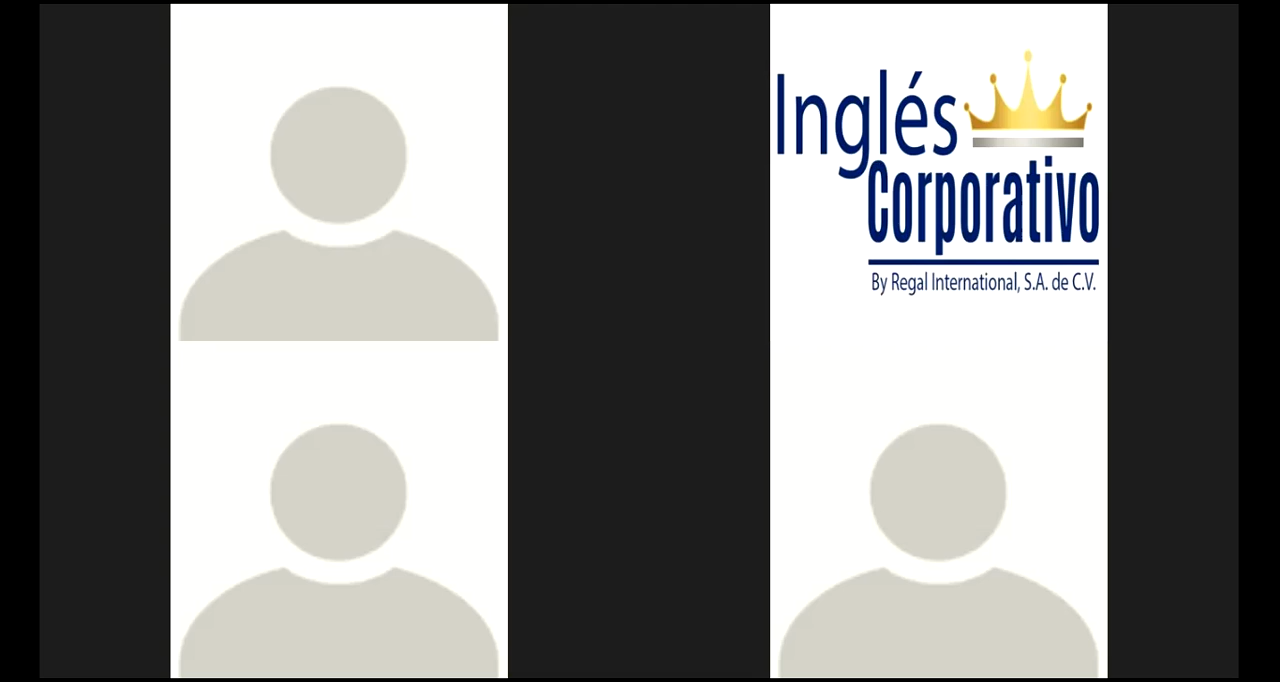 Inglés
Corporativo
By Regal International, S.A. de C.V.